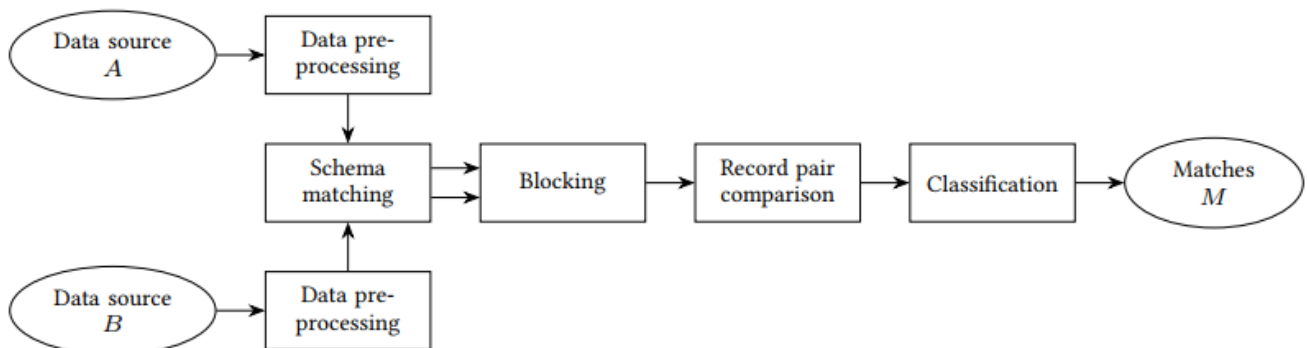 Data source
A
Data pre-
processing
Schema
matching
Blocking
Record pair
comparison
Classification
Matches
M
Data source
B
Data pre-
processing